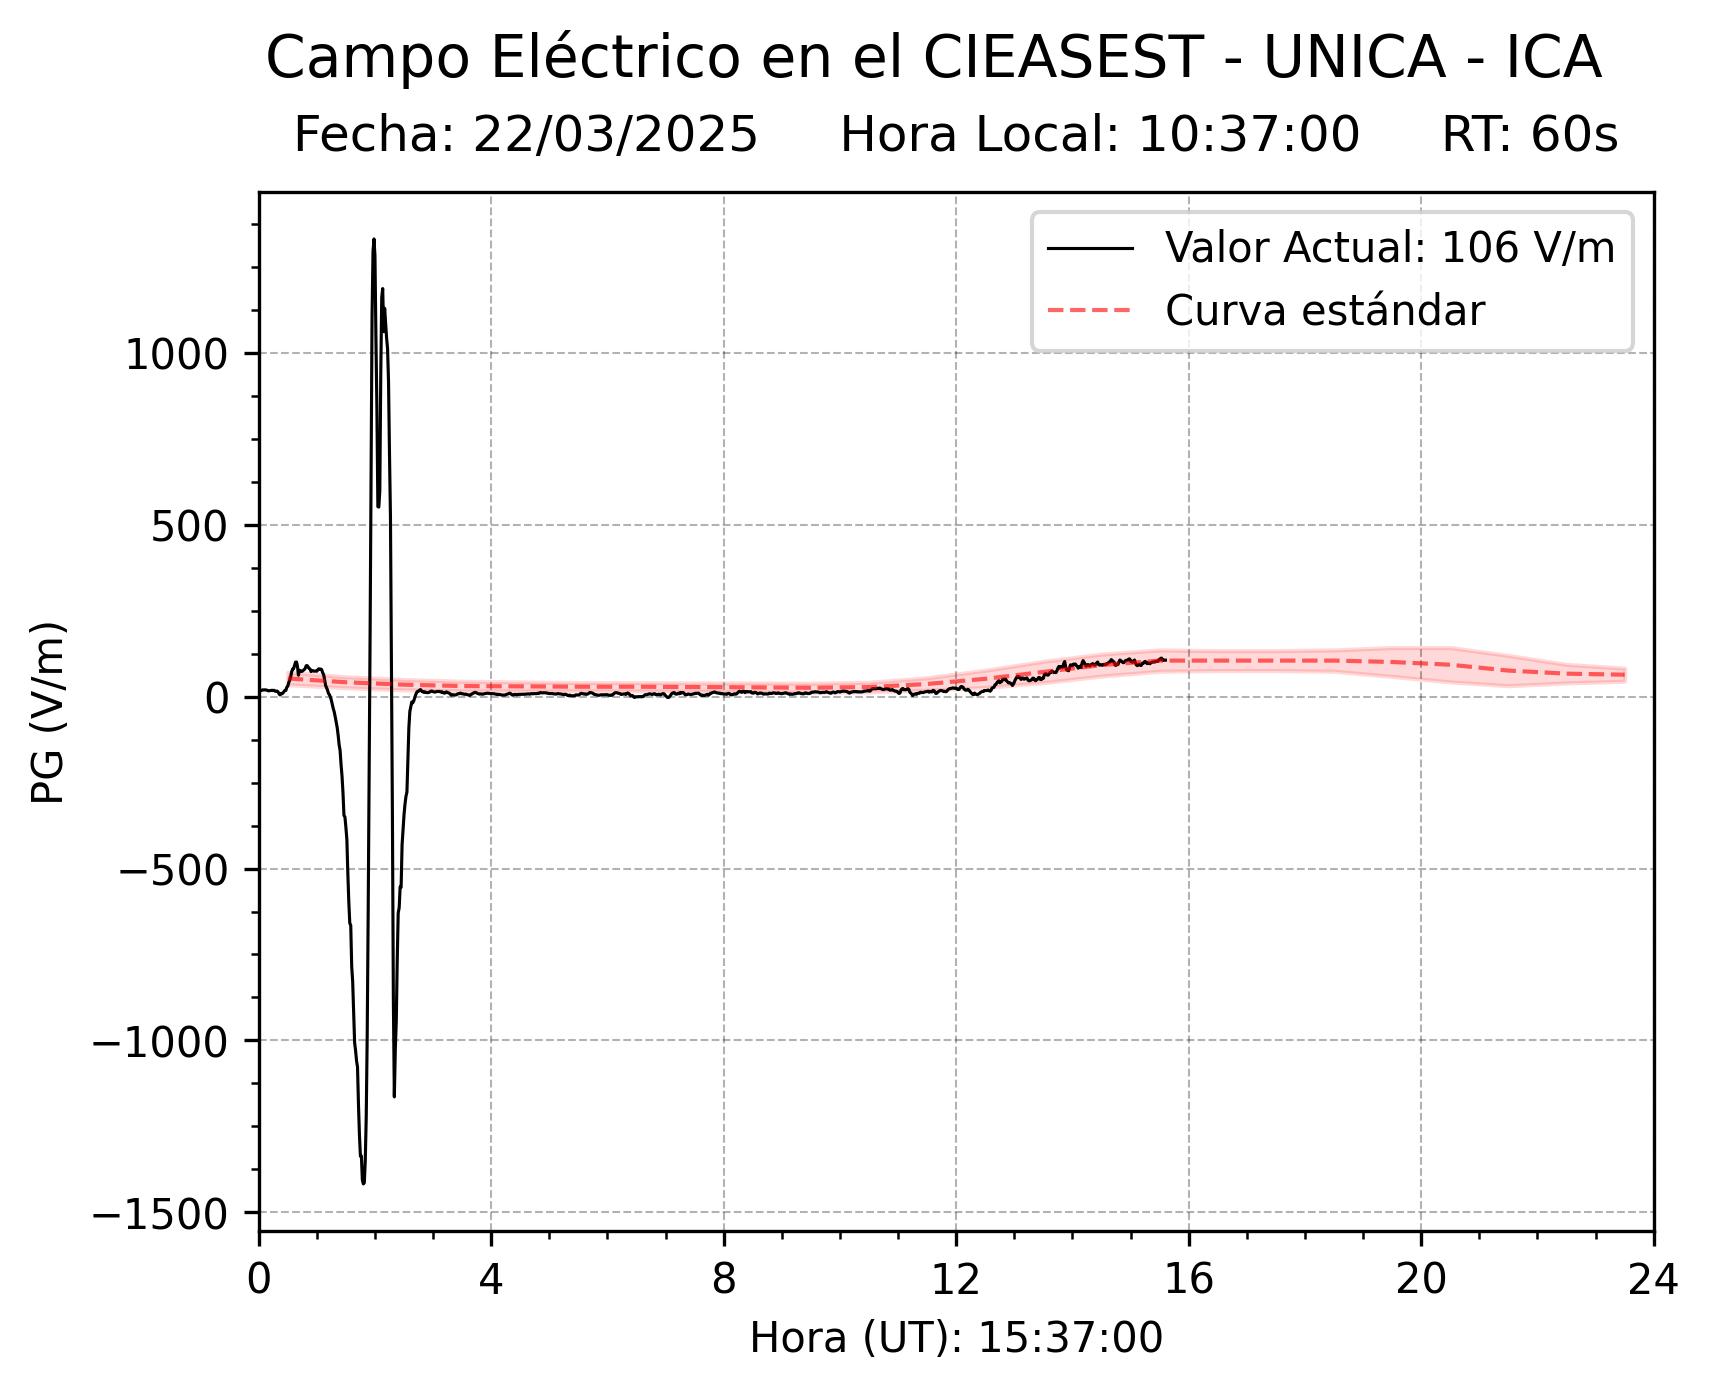 Campo Eléctrico en el CIEASEST - UNICA - ICA
Fecha: 22/03/2025 Hora Local: 10:37:00 RT: 60s
Valor Actual: 106 V/m
Curva estándar
PG (V/m)
1000
500
0
−500
−1000
−1500
0 4 8 12 16 20 24
Hora (UT): 15:37:00